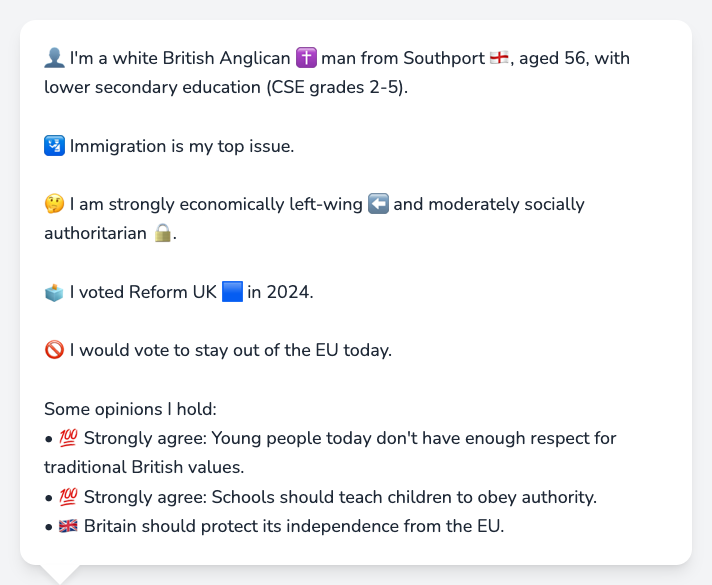 👤 I'm a white British Anglican ✝️ man from Southport 🏴󠁧󠁢󠁥󠁮󠁧󠁿, aged 56, with
lower secondary education (CSE grades 2-5).
🛂 Immigration is my top issue.
🤔 I am strongly economically left-wing ⬅️ and moderately socially
authoritarian 🔒.
🗳️ I voted Reform UK 🟦 in 2024.
🚫 I would vote to stay out of the EU today.
Some opinions I hold:
• 💯 Strongly agree: Young people today don't have enough respect for
traditional British values.
• 💯 Strongly agree: Schools should teach children to obey authority.
• 🇬🇧 Britain should protect its independence from the EU.